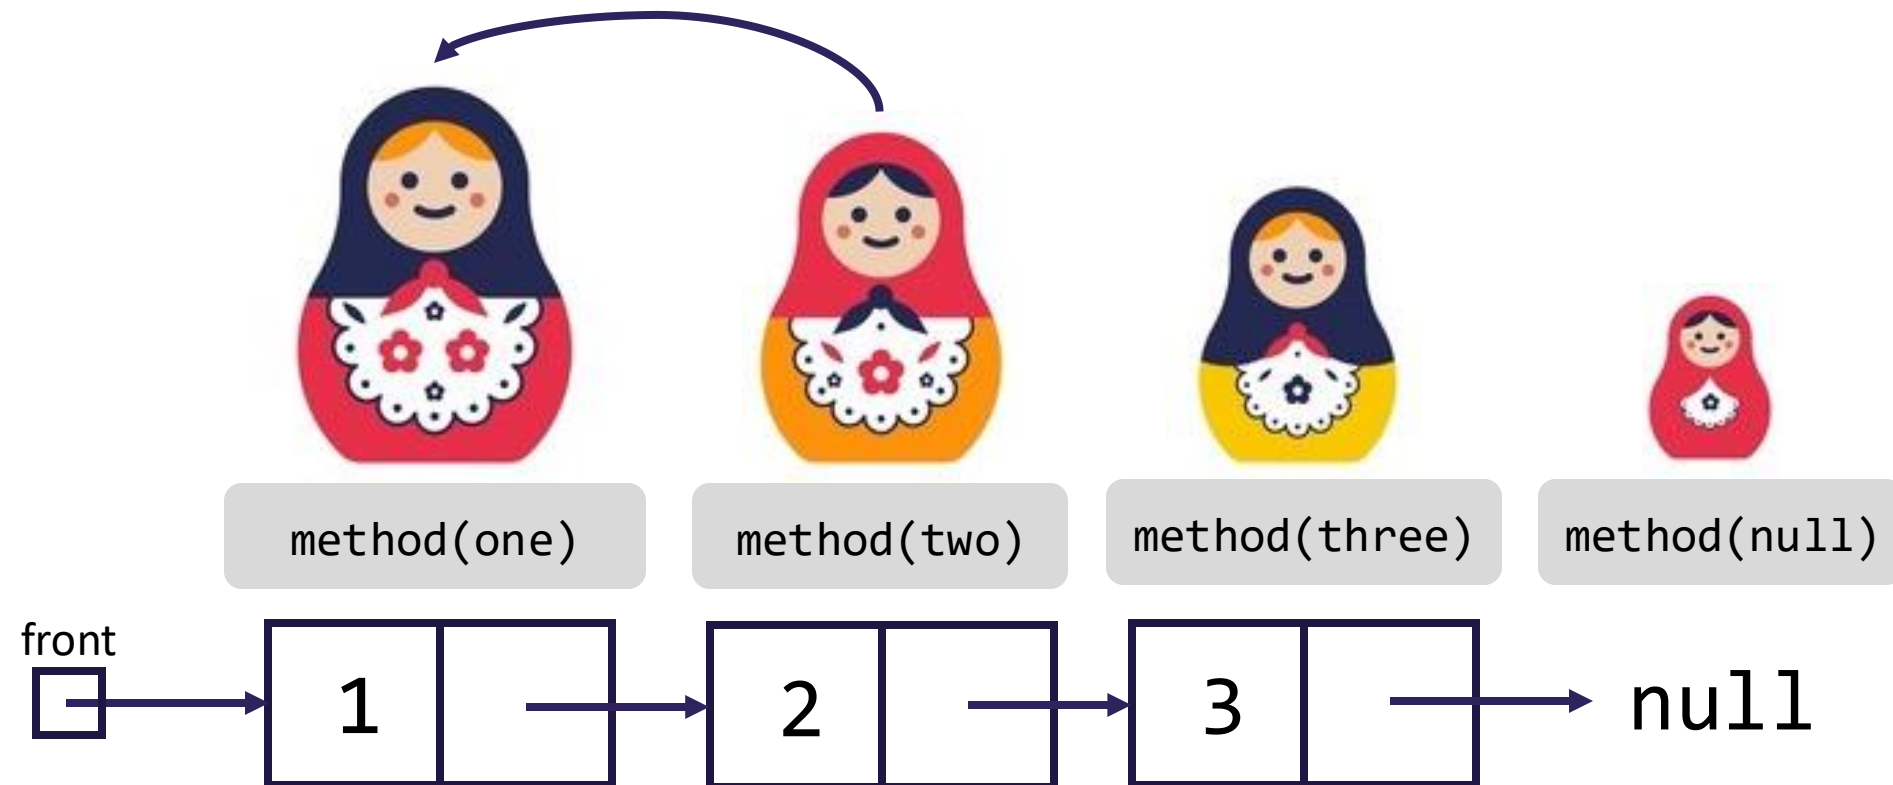 method(one)
method(two)
method(three)
method(null)
front
1
2
3
null